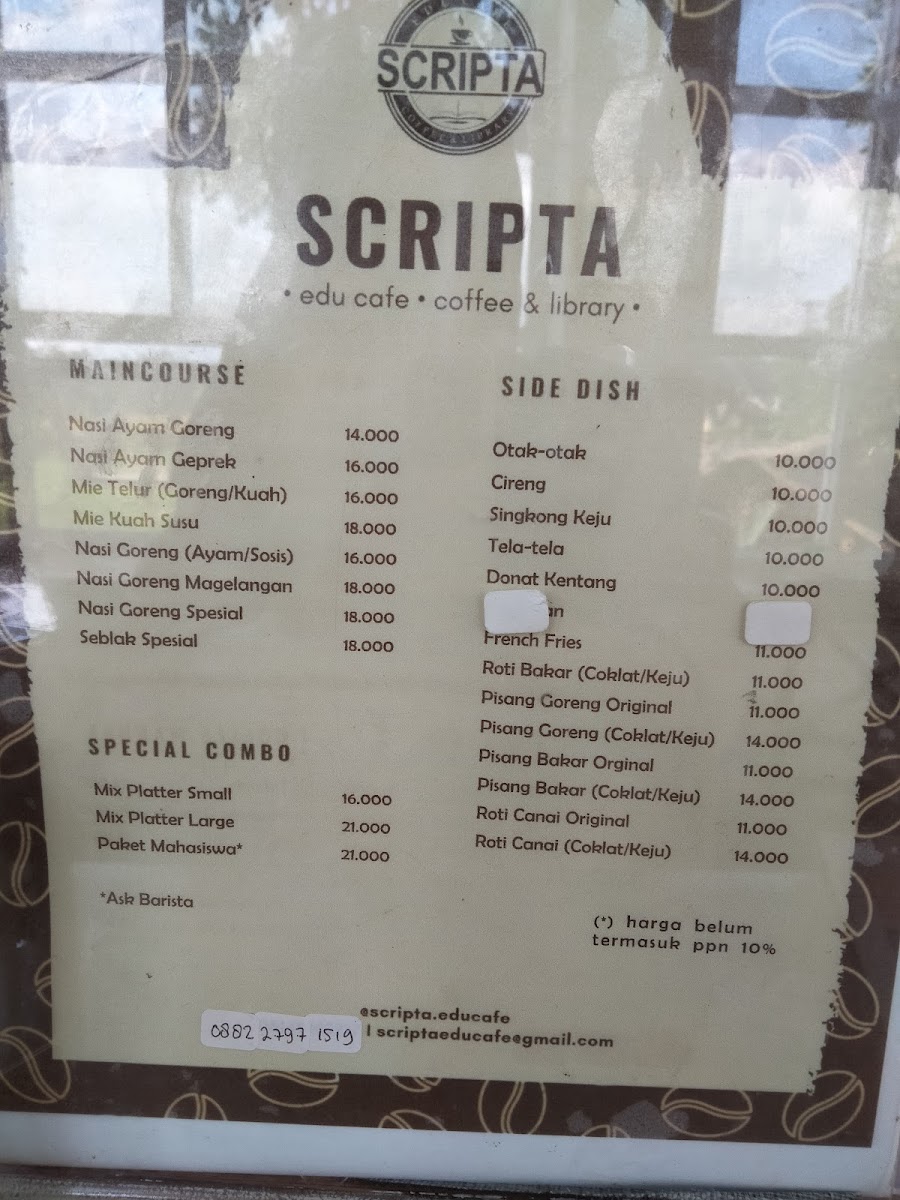 SCRIPTA
COFFEE & LIBRARY
SCRIPTA
• edu cafe • coffee & library •
MAINCOURSE
Nasi Ayam Goreng 14.000
Nasi Ayam Geprek 16.000
Mie Telur (Goreng/Kuah) 16.000
Mie Kuah Susu 18.000
Nasi Goreng (Ayam/Sosis) 16.000
Nasi Goreng Magelangan 18.000
Nasi Goreng Spesial 18.000
Seblak Spesial 18.000
SPECIAL COMBO
Mix Platter Small 16.000
Mix Platter Large 21.000
Paket Mahasiswa* 21.000
*Ask Barista
SIDE DISH
Otak-otak 10.000
Cireng 10.000
Singkong Keju 10.000
Tela-tela 10.000
Donat Kentang 10.000
French Fries 11.000
Roti Bakar (Coklat/Keju) 11.000
Pisang Goreng Original 11.000
Pisang Goreng (Coklat/Keju) 14.000
Pisang Bakar Orginal 11.000
Pisang Bakar (Coklat/Keju) 14.000
Roti Canai Original 11.000
Roti Canai (Coklat/Keju) 14.000
(*) harga belum
termasuk ppn 10%
@scripta.educafe
0882 2797 1519 | scriptaeducafe@gmail.com